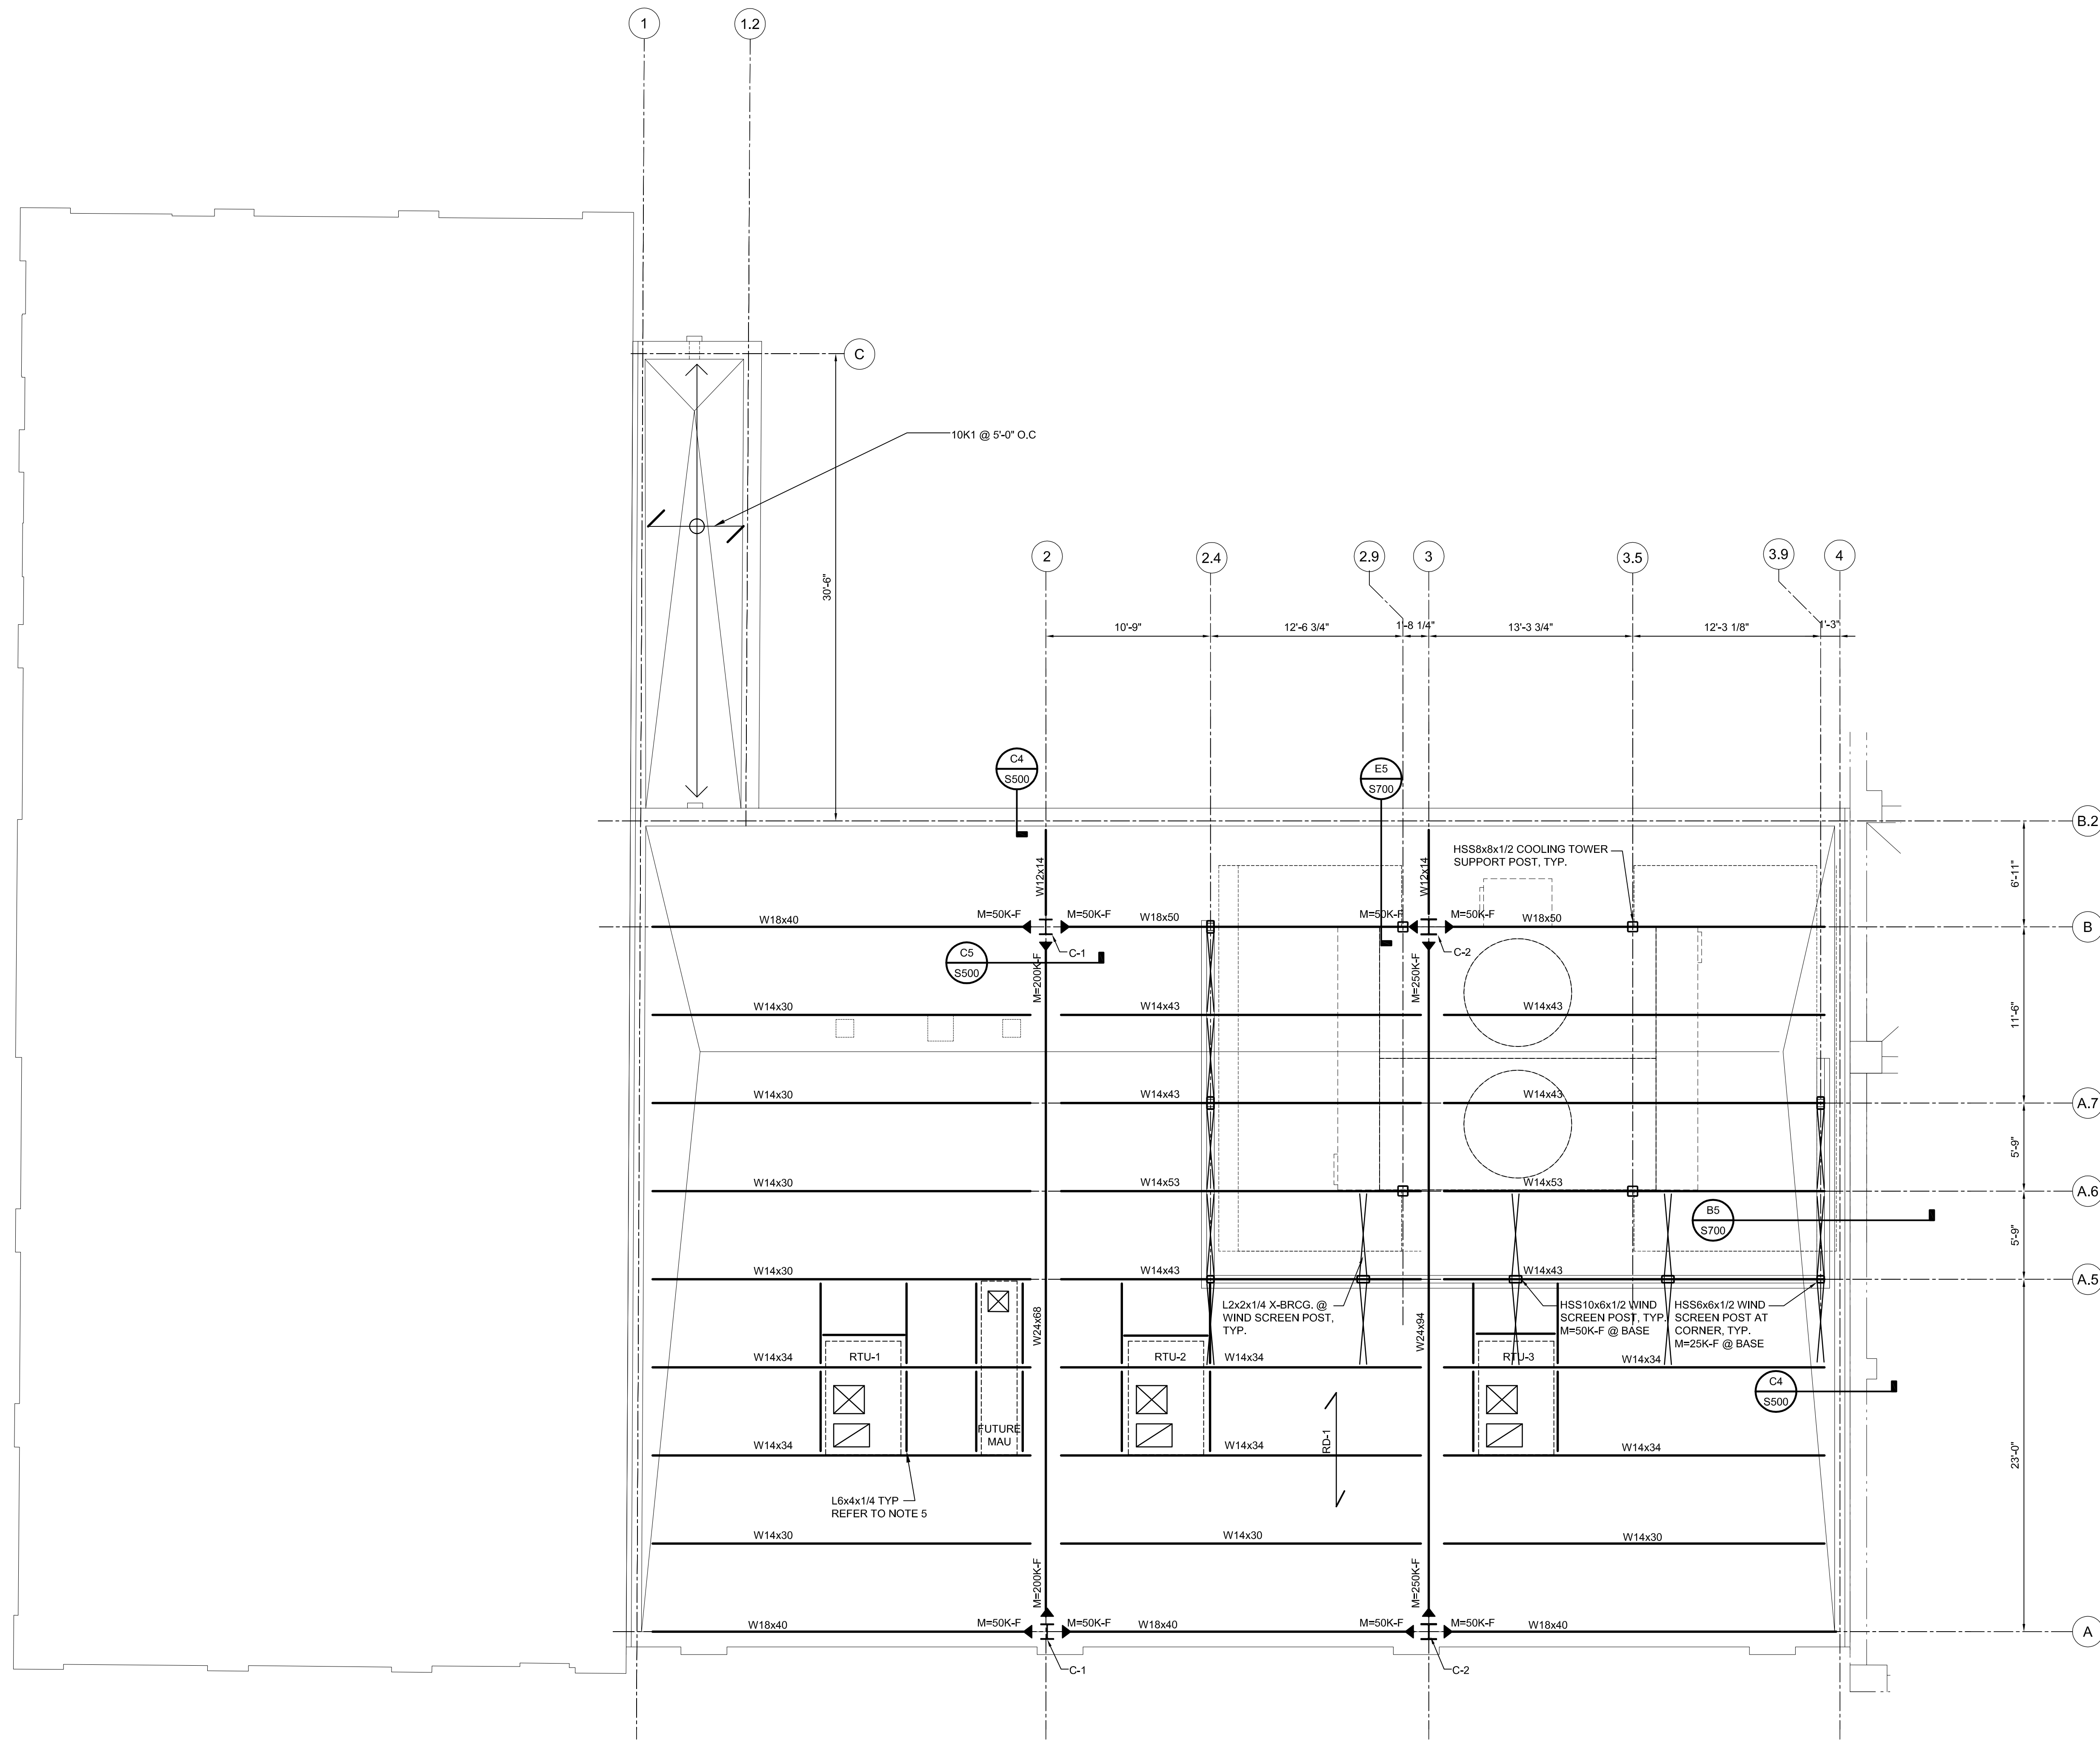 1
1.2
C
10K1 @ 5'-0" O.C
30'-6"
2
2.4
2.9
3
3.5
3.9
4
10'-9"
12'-6 3/4"
1'-8 1/4"
13'-3 3/4"
12'-3 1/8"
1'-3"
C4
S500
E5
S700
B.2
HSS8x8x1/2 COOLING TOWER
SUPPORT POST, TYP.
W12x14
W12x14
6'-11"
W18x40
M=50K-F
M=50K-F
W18x50
M=50K-F
M=50K-F
W18x50
B
C5
S500
C-1
C-2
M=200K-F
M=250K-F
W14x30
W14x43
W14x43
11'-6"
W14x30
W14x43
W14x43
A.7
5'-9"
W14x30
W14x53
W14x53
A.6
B5
S700
5'-9"
W14x30
W14x43
W14x43
A.5
L2x2x1/4 X-BRCG. @
WIND SCREEN POST,
TYP.
HSS10x6x1/2 WIND
SCREEN POST, TYP.
M=50K-F @ BASE
HSS6x6x1/2 WIND
SCREEN POST AT
CORNER, TYP.
M=25K-F @ BASE
W24x68
W24x94
W14x34
RTU-1
RTU-2
W14x34
RTU-3
W14x34
C4
S500
FUTURE
MAU
RD-1
W14x34
W14x34
W14x34
23'-0"
L6x4x1/4 TYP
REFER TO NOTE 5
W14x30
W14x30
W14x30
M=200K-F
M=250K-F
W18x40
M=50K-F
M=50K-F
W18x40
M=50K-F
M=50K-F
W18x40
A
C-1
C-2